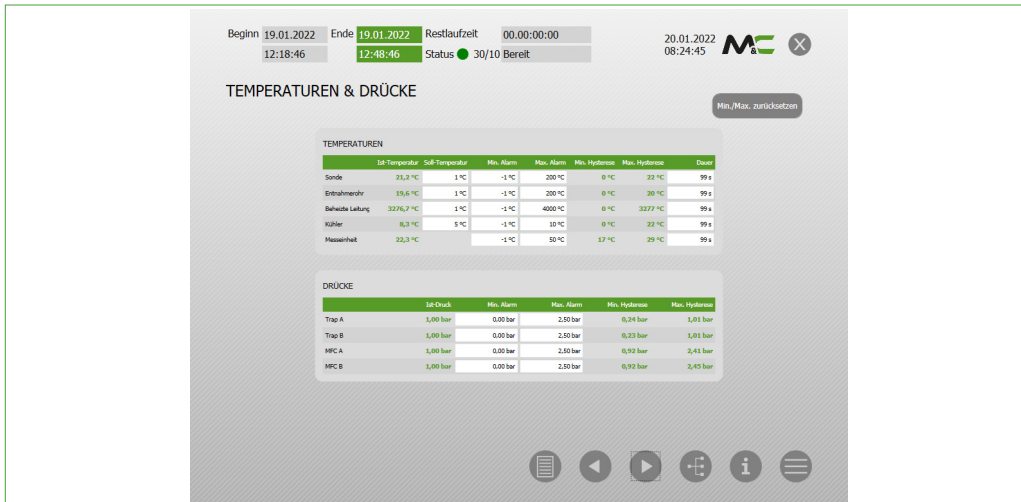 Beginn 19.01.2022 Ende 19.01.2022 Restlaufzeit 00.00:00:00 20.01.2022 M&C
12:18:46 12:48:46 Status 30/10 Bereit 08:24:45
TEMPERATUREN & DRÜCKE
Min./Max. zurücksetzen
TEMPERATUREN
Ist-Temperatur Soll-Temperatur Min. Alarm Max. Alarm Min. Hysterese Max. Hysterese Dauer
Sonde 21,2 °C 1 °C -1 °C 200 °C 0 °C 22 °C 99 s
Entnahmerohr 19,6 °C 1 °C -1 °C 200 °C 0 °C 20 °C 99 s
Beheizte Leitung 3276,7 °C 1 °C -1 °C 4000 °C 0 °C 3277 °C 99 s
Kühler 8,3 °C 5 °C -1 °C 10 °C 0 °C 22 °C 99 s
Messeinheit 22,3 °C -1 °C 50 °C 17 °C 29 °C 99 s
DRÜCKE
Ist-Druck Min. Alarm Max. Alarm Min. Hysterese Max. Hysterese
Trap A 1,00 bar 0,00 bar 2,50 bar 0,24 bar 1,01 bar
Trap B 1,00 bar 0,00 bar 2,50 bar 0,23 bar 1,01 bar
MFC A 1,00 bar 0,00 bar 2,50 bar 0,92 bar 2,41 bar
MFC B 1,00 bar 0,00 bar 2,50 bar 0,92 bar 2,45 bar